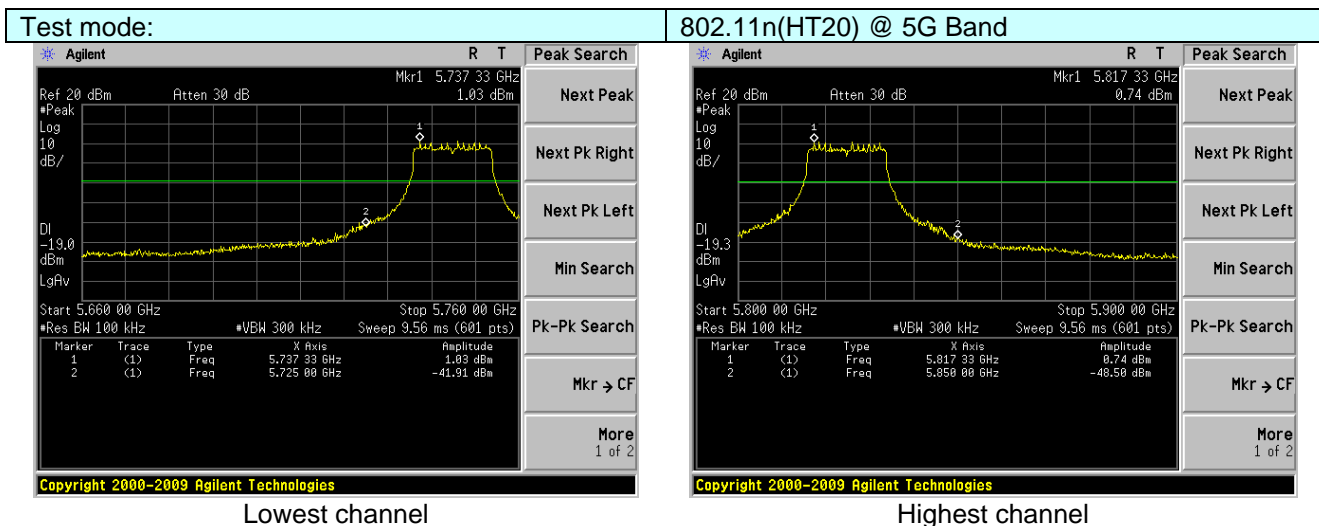 Test mode: 802.11n(HT20) @ 5G Band
Agilent R T Peak Search
Mkr1 5.737 33 GHz
Ref 20 dBm Atten 30 dB 1.03 dBm
#Peak
Log
10
dB/
1
2
DI
-19.0
dBm
LgAv
Start 5.660 00 GHz Stop 5.760 00 GHz
#Res BW 100 kHz #VBW 300 kHz Sweep 9.56 ms (601 pts)
Marker Trace Type X Axis Amplitude
1 (1) Freq 5.737 33 GHz 1.03 dBm
2 (1) Freq 5.725 00 GHz -41.91 dBm
Next Peak
Next Pk Right
Next Pk Left
Min Search
Pk-Pk Search
Mkr → CF
More
1 of 2
Copyright 2000-2009 Agilent Technologies
Lowest channel
Agilent R T Peak Search
Mkr1 5.817 33 GHz
Ref 20 dBm Atten 30 dB 0.74 dBm
#Peak
Log
10
dB/
1
2
DI
-19.3
dBm
LgAv
Start 5.800 00 GHz Stop 5.900 00 GHz
#Res BW 100 kHz #VBW 300 kHz Sweep 9.56 ms (601 pts)
Marker Trace Type X Axis Amplitude
1 (1) Freq 5.817 33 GHz 0.74 dBm
2 (1) Freq 5.850 00 GHz -48.50 dBm
Next Peak
Next Pk Right
Next Pk Left
Min Search
Pk-Pk Search
Mkr → CF
More
1 of 2
Copyright 2000-2009 Agilent Technologies
Highest channel